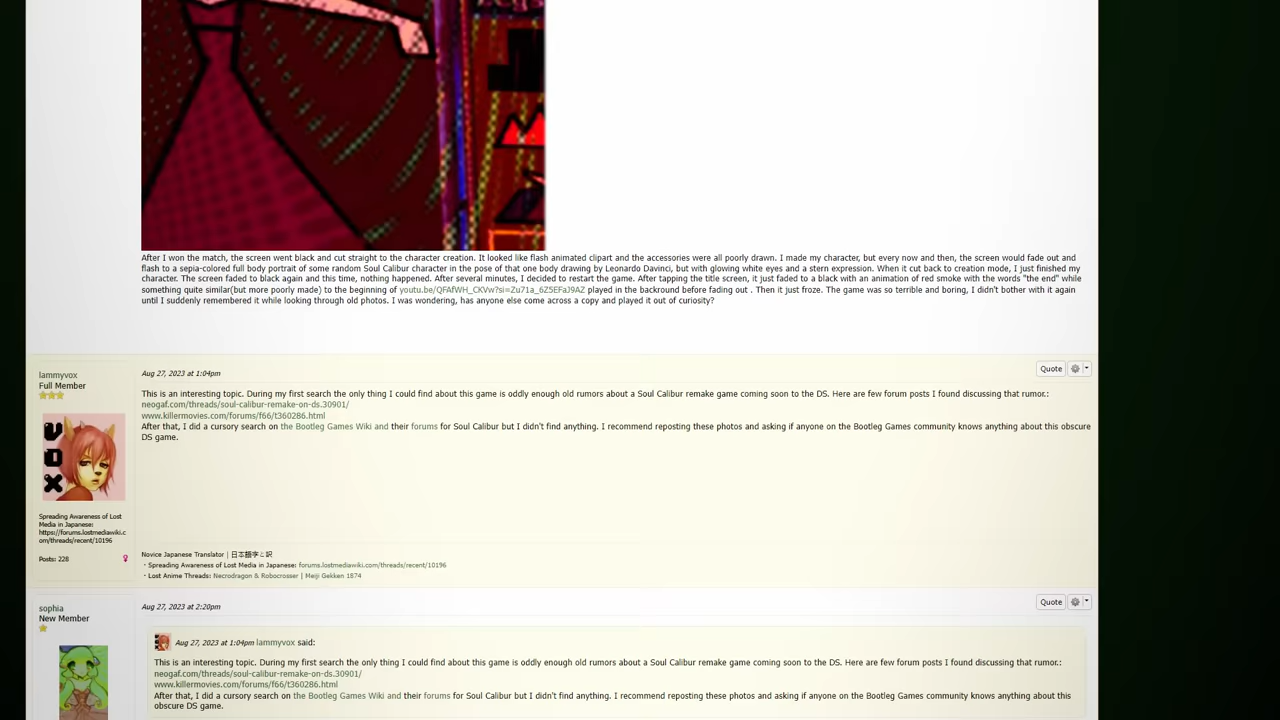 After I won the match, the screen went black and cut straight to the character creation. It looked like flash animated clipart and the accessories were all poorly drawn. I made my character, but every now and then, the screen would fade out and
flash to a sepia-colored full body portrait of some random Soul Calibur character in the pose of that one body drawing by Leonardo Davinci, but with glowing white eyes and a stern expression. When it cut back to creation mode, I just finished my
character. The screen faded to black again and this time, nothing happened. After several minutes, I decided to restart the game. After tapping the title screen, it just faded to a black with an animation of red smoke with the words "the end" while
something quite similar(but more poorly made) to the beginning of youtu.be/QFAfWH_CKVw?si=Zu71a_6Z5EFaJ9AZ played in the backround before fading out . Then it just froze. The game was so terrible and boring, I didn't bother with it again
until I suddenly remembered it while looking through old photos. I was wondering, has anyone else come across a copy and played it out of curiosity?
lammyvox
Full Member
Aug 27, 2023 at 1:04pm
Quote
This is an interesting topic. During my first search the only thing I could find about this game is oddly enough old rumors about a Soul Calibur remake game coming soon to the DS. Here are few forum posts I found discussing that rumor.:
neogaf.com/threads/soul-calibur-remake-on-ds.30901/
www.killermovies.com/forums/f66/t360286.html
After that, I did a cursory search on the Bootleg Games Wiki and their forums for Soul Calibur but I didn't find anything. I recommend reposting these photos and asking if anyone on the Bootleg Games community knows anything about this obscure
DS game.
VOX
Spreading Awareness of Lost
Media in Japanese:
https://forums.lostmediawiki.c
om/threads/recent/10196
Posts: 228
Novice Japanese Translator | 日本語字と訳
・Spreading Awareness of Lost Media in Japanese: forums.lostmediawiki.com/threads/recent/10196
・Lost Anime Threads: Necrodragon & Robocrosser | Meiji Gekken 1874
sophia
New Member
Aug 27, 2023 at 2:20pm
Quote
Aug 27, 2023 at 1:04pm lammyvox said:
This is an interesting topic. During my first search the only thing I could find about this game is oddly enough old rumors about a Soul Calibur remake game coming soon to the DS. Here are few forum posts I found discussing that rumor.:
neogaf.com/threads/soul-calibur-remake-on-ds.30901/
www.killermovies.com/forums/f66/t360286.html
After that, I did a cursory search on the Bootleg Games Wiki and their forums for Soul Calibur but I didn't find anything. I recommend reposting these photos and asking if anyone on the Bootleg Games community knows anything about this
obscure DS game.